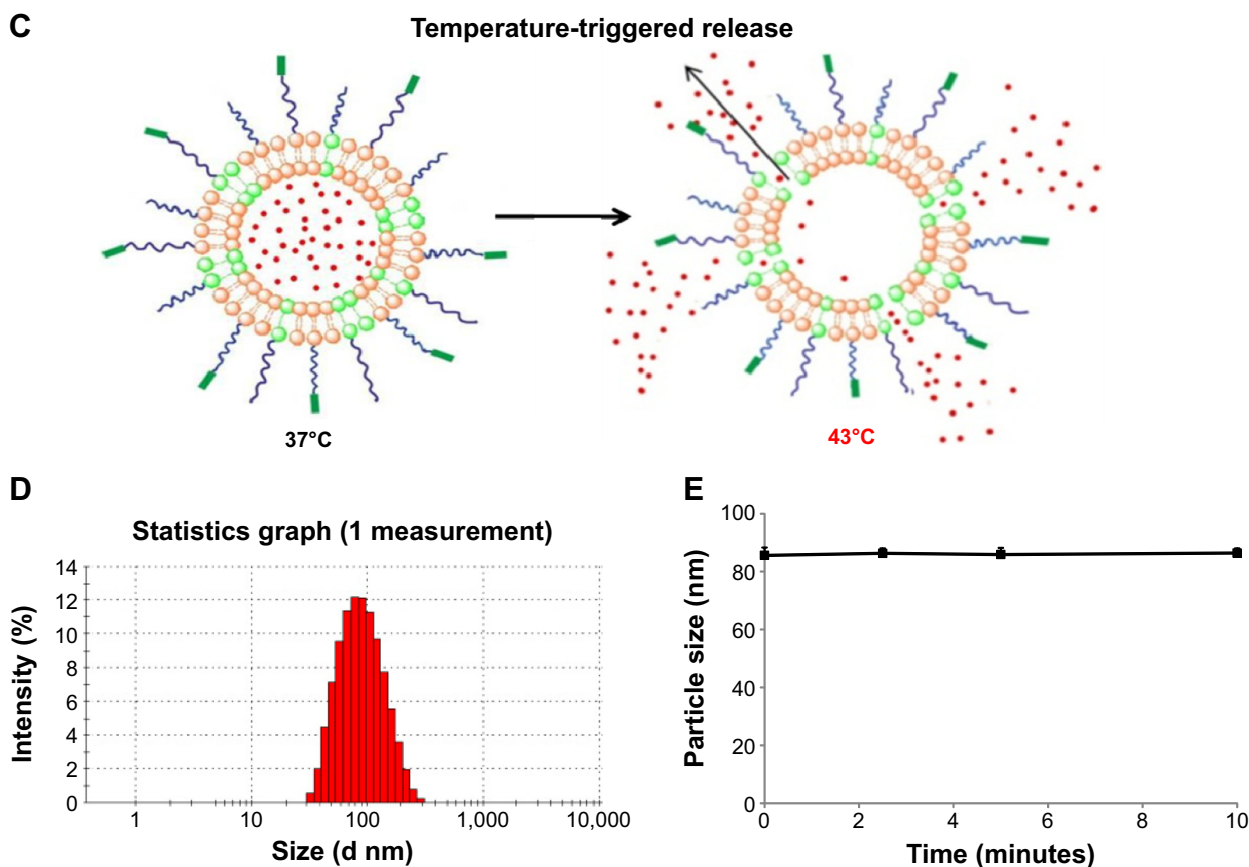 C
Temperature-triggered release
37°C
43°C
D
Statistics graph (1 measurement)
Intensity (%)
14
12
10
8
6
4
2
0
1
10
100
1,000
10,000
Size (d nm)
E
Particle size (nm)
100
80
60
40
20
0
0
2
4
6
8
10
Time (minutes)